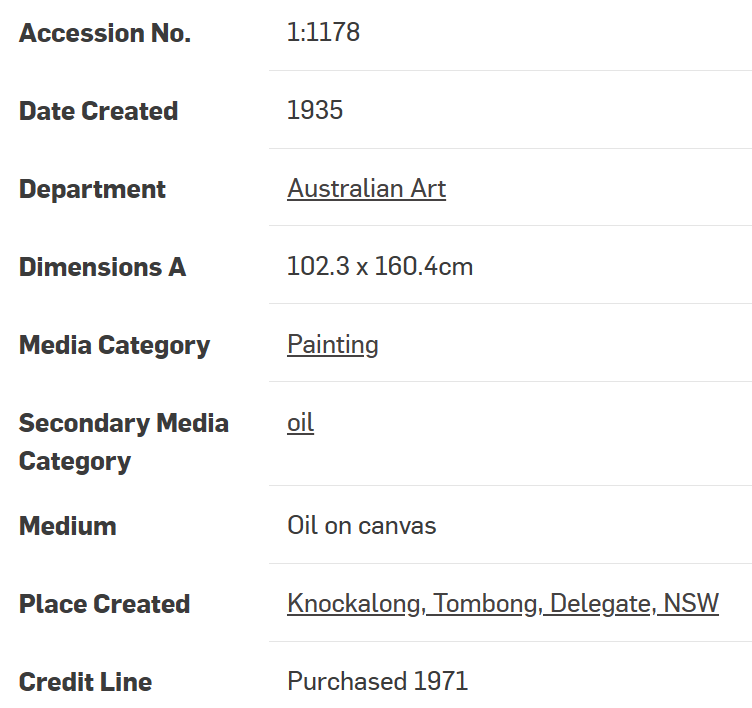 Accession No. 1:1178
Date Created 1935
Department Australian Art
Dimensions A 102.3 x 160.4cm
Media Category Painting
Secondary Media oil
Category
Medium Oil on canvas
Place Created Knockalong, Tombong, Delegate, NSW
Credit Line Purchased 1971